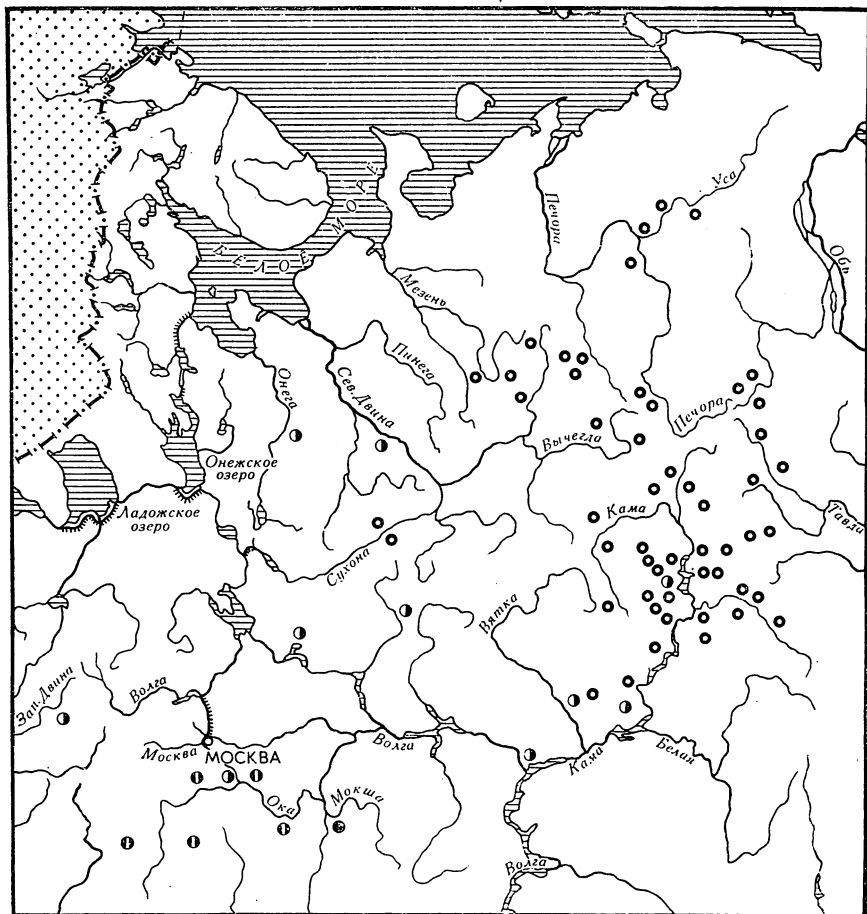 БЕЛОЕ МОРЕ
Печора
Уса
Обь
Мезень
Пинега
Онега
Сев. Двина
Печора
Вычегда
Онежское
озеро
Ладожское
озеро
Кама
Тавда
Сухона
Вятка
Зап. Двина
Волга
Москва
МОСКВА
Волга
Кама
Белая
Ока
Мокша
Волга